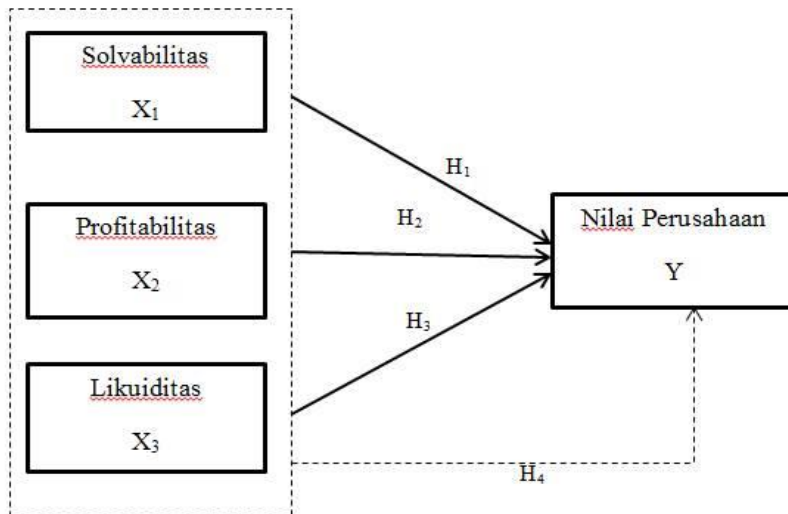 Solvabilitas
X₁
H₁
Profitabilitas
X₂
H₂
Nilai Perusahaan
Y
H₃
Likuiditas
X₃
H₄